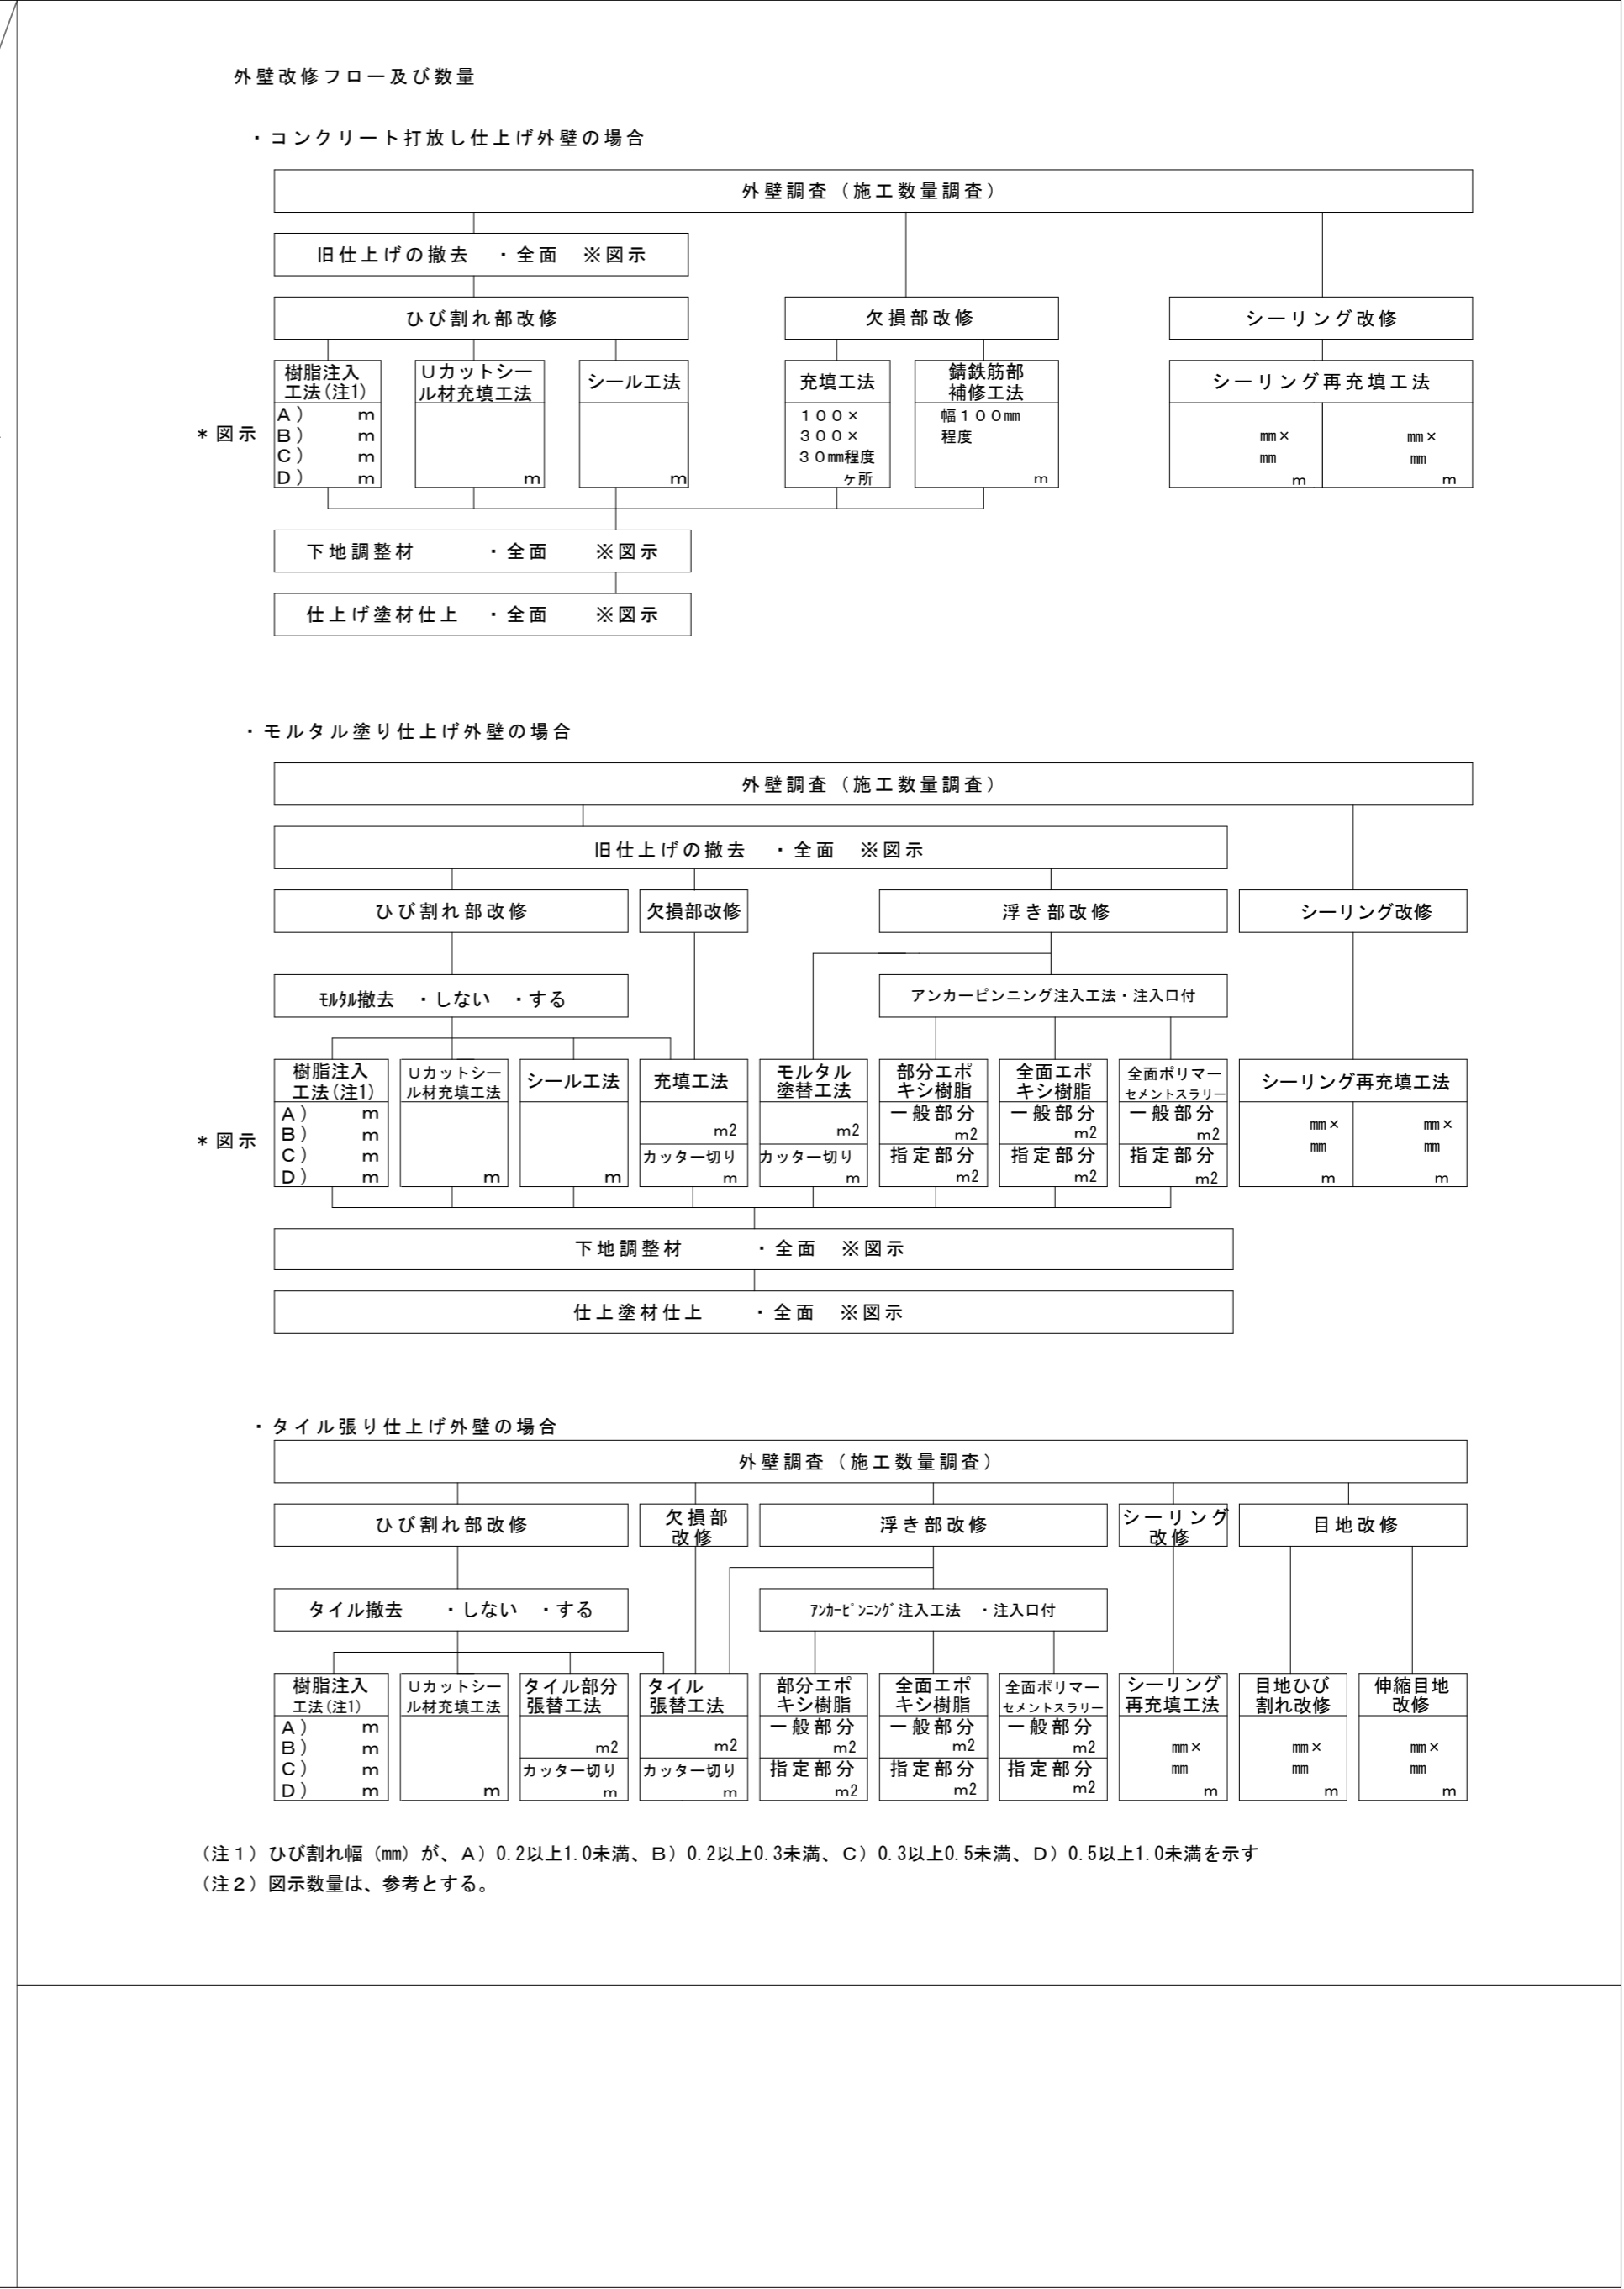 外壁改修フロー及び数量
・コンクリート打放し仕上げ外壁の場合
外壁調査（施工数量調査）
旧仕上げの撤去　・全面　※図示
ひび割れ部改修
欠損部改修
シーリング改修
樹脂注入
工法(注1)
Ｕカットシー
ル材充填工法
シール工法
充填工法
錆鉄筋部
補修工法
シーリング再充填工法
＊図示
Ａ）　ｍ
Ｂ）　ｍ
Ｃ）　ｍ
Ｄ）　ｍ
ｍ
ｍ
１００×
３００×
３０㎜程度
ヶ所
幅１００㎜
程度
ｍ
㎜×
㎜
ｍ
㎜×
㎜
ｍ
下地調整材　・全面　※図示
仕上げ塗材仕上　・全面　※図示
・モルタル塗り仕上げ外壁の場合
外壁調査（施工数量調査）
旧仕上げの撤去　・全面　※図示
ひび割れ部改修
欠損部改修
浮き部改修
シーリング改修
ﾓﾙﾀﾙ撤去　・しない　・する
アンカーピンニング注入工法・注入口付
樹脂注入
工法(注1)
Ｕカットシー
ル材充填工法
シール工法
充填工法
モルタル
塗替工法
部分エポ
キシ樹脂
全面エポ
キシ樹脂
全面ポリマー
セメントスラリー
シーリング再充填工法
＊図示
Ａ）　ｍ
Ｂ）　ｍ
Ｃ）　ｍ
Ｄ）　ｍ
ｍ
ｍ
m2
カッター切り
ｍ
m2
カッター切り
ｍ
一般部分
m2
指定部分
m2
一般部分
m2
指定部分
m2
一般部分
m2
指定部分
m2
㎜×
㎜
ｍ
㎜×
㎜
ｍ
下地調整材　・全面　※図示
仕上塗材仕上　・全面　※図示
・タイル張り仕上げ外壁の場合
外壁調査（施工数量調査）
ひび割れ部改修
欠損部
改修
浮き部改修
シーリング
改修
目地改修
タイル撤去　・しない　・する
ｱﾝｶｰﾋﾟﾝﾆﾝｸﾞ注入工法　・注入口付
樹脂注入
工法(注1)
Ｕカットシー
ル材充填工法
タイル部分
張替工法
タイル
張替工法
部分エポ
キシ樹脂
全面エポ
キシ樹脂
全面ポリマー
セメントスラリー
シーリング
再充填工法
目地ひび
割れ改修
伸縮目地
改修
Ａ）　ｍ
Ｂ）　ｍ
Ｃ）　ｍ
Ｄ）　ｍ
ｍ
m2
カッター切り
ｍ
m2
カッター切り
ｍ
一般部分
m2
指定部分
m2
一般部分
m2
指定部分
m2
一般部分
m2
指定部分
m2
㎜×
㎜
ｍ
㎜×
㎜
ｍ
㎜×
㎜
ｍ
（注１）ひび割れ幅（㎜）が、Ａ）0.2以上1.0未満、Ｂ）0.2以上0.3未満、Ｃ）0.3以上0.5未満、Ｄ）0.5以上1.0未満を示す
（注２）図示数量は、参考とする。